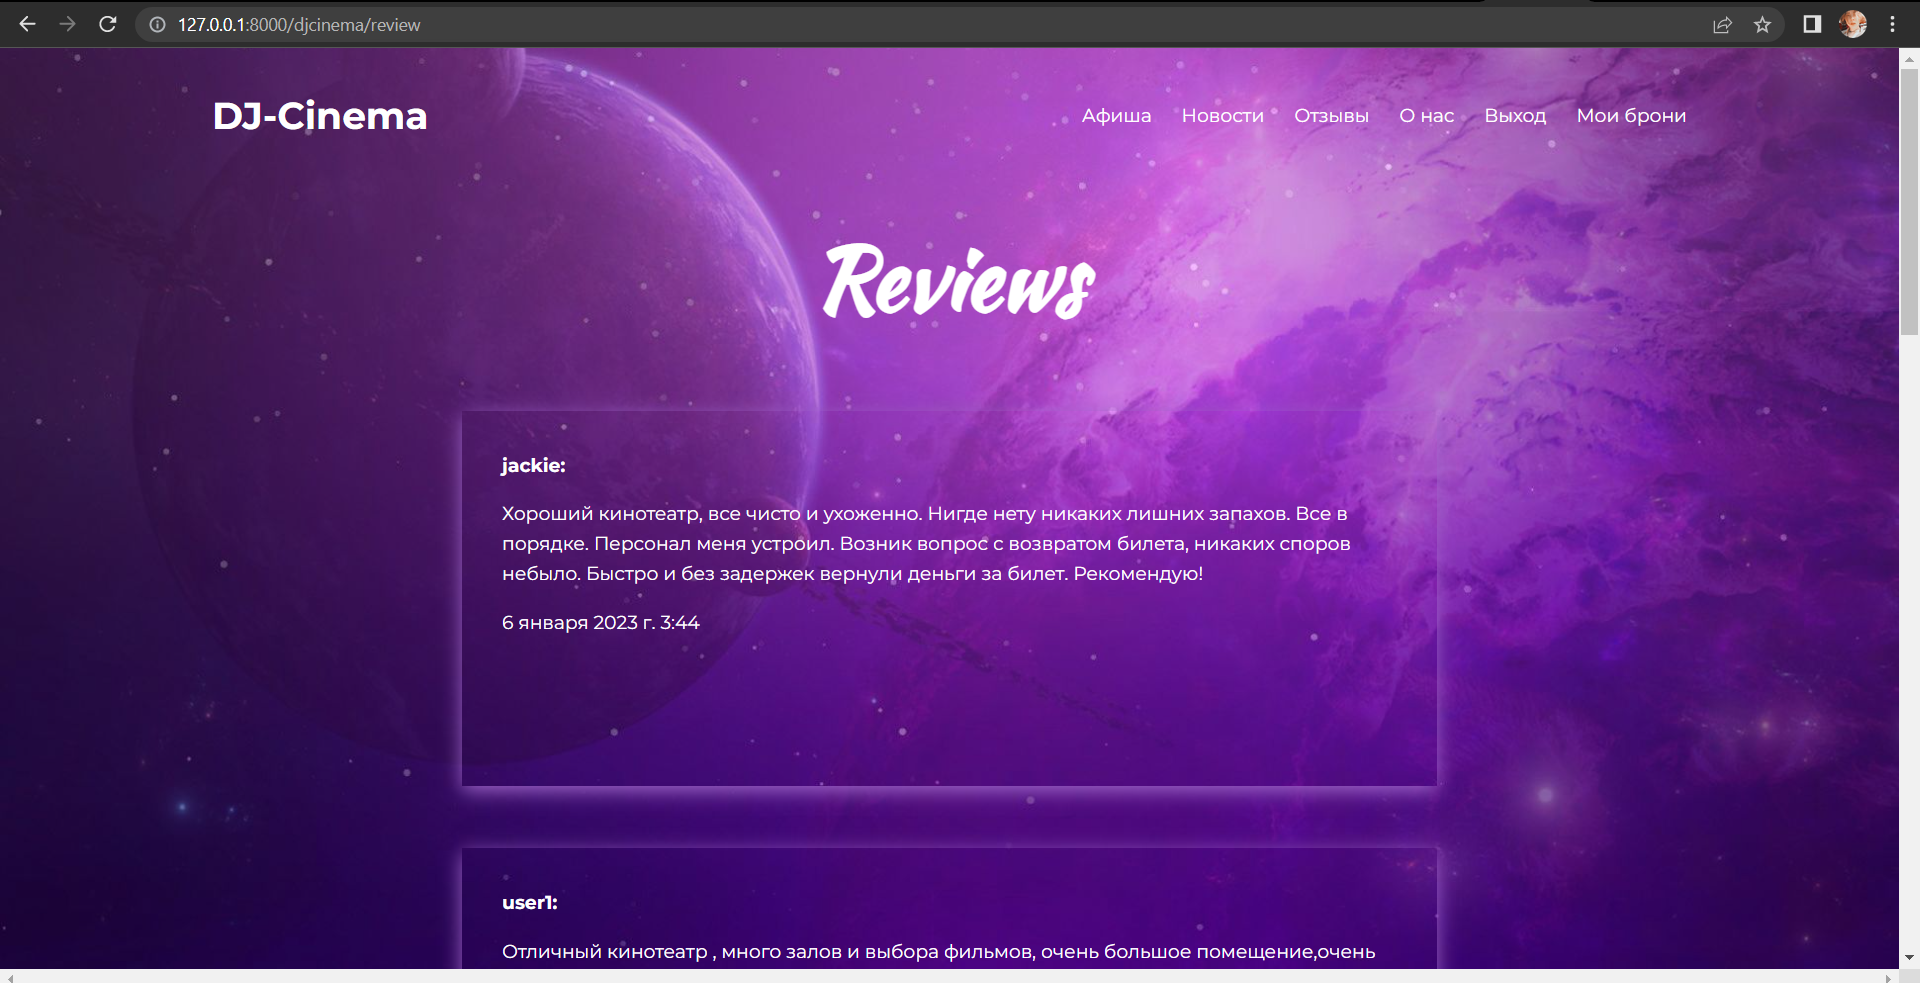 127.0.0.1:8000/djcinema/review
DJ-Cinema
Афиша Новости Отзывы О нас Выход Мои брони
Reviews
jackie:
Хороший кинотеатр, все чисто и ухоженно. Нигде нету никаких лишних запахов. Все в
порядке. Персонал меня устроил. Возник вопрос с возвратом билета, никаких споров
небыло. Быстро и без задержек вернули деньги за билет. Рекомендую!
6 января 2023 г. 3:44
user1:
Отличный кинотеатр , много залов и выбора фильмов, очень большое помещение,очень